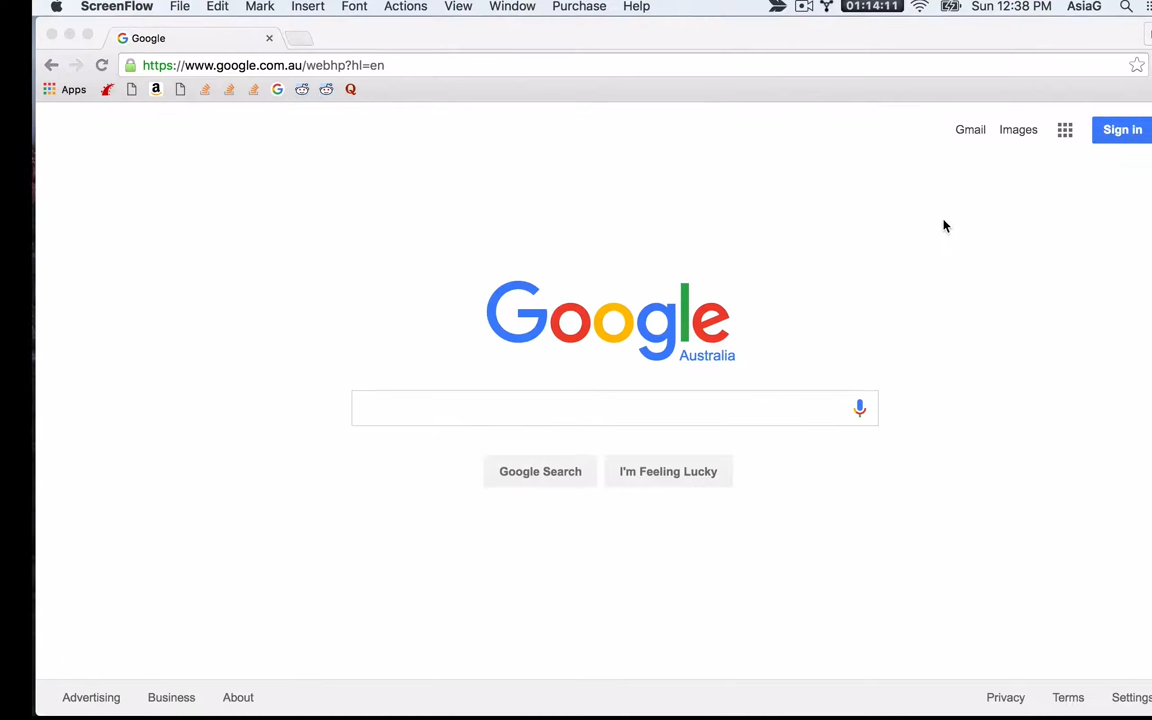 ScreenFlow File Edit Mark Insert Font Actions View Window Purchase Help 01:14:11 Sun 12:38 PM AsiaG
Google
https://www.google.com.au/webhp?hl=en
Apps
Gmail Images Sign in
Google
Australia
Google Search I'm Feeling Lucky
Advertising Business About Privacy Terms Settings